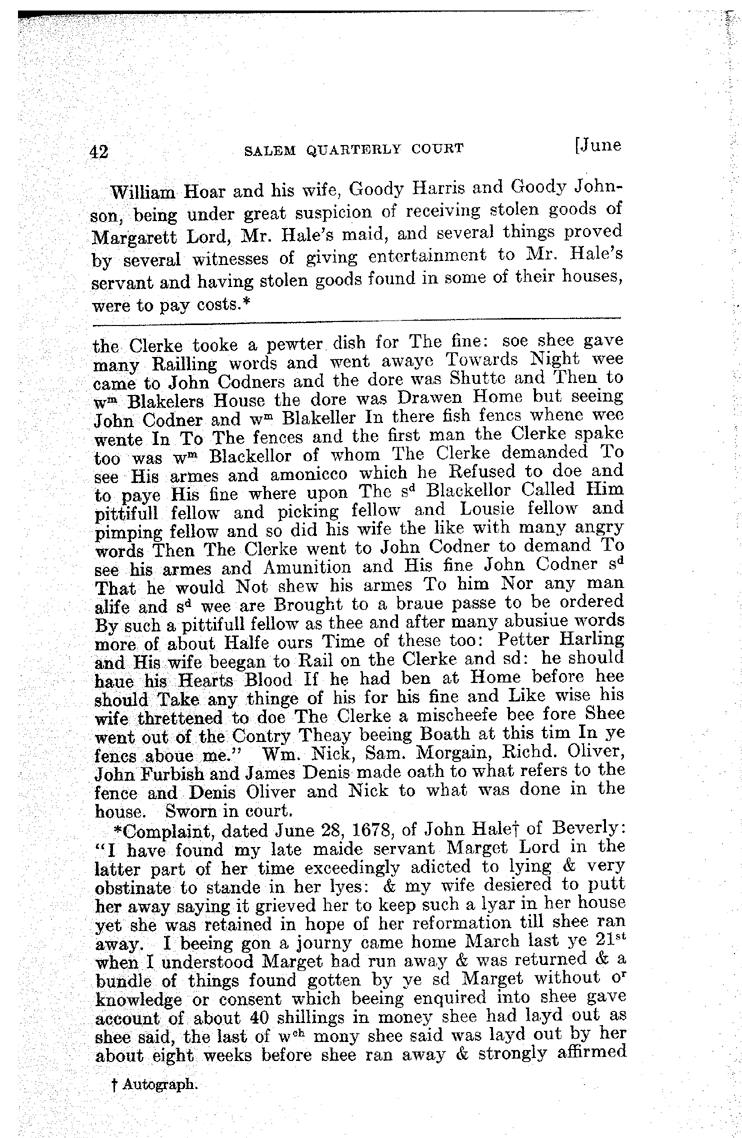 42 SALEM QUARTERLY COURT [June
William Hoar and his wife, Goody Harris and Goody John-
son, being under great suspicion of receiving stolen goods of
Margarett Lord, Mr. Hale's maid, and several things proved
by several witnesses of giving entertainment to Mr. Hale's
servant and having stolen goods found in some of their houses,
were to pay costs.*
the Clerke tooke a pewter dish for The fine: soe shee gave
many Railling words and went awaye Towards Night wee
came to John Codners and the dore was Shutte and Then to
wᵐ Blakelers House the dore was Drawen Home but seeing
John Codner and wᵐ Blakeller In there fish fencs whene wee
wente In To The fences and the first man the Clerke spake
too was wᵐ Blackellor of whom The Clerke demanded To
see His armes and amonicco which he Refused to doe and
to paye His fine where upon The sᵈ Blackellor Called Him
pittifull fellow and picking fellow and Lousie fellow and
pimping fellow and so did his wife the like with many angry
words Then The Clerke went to John Codner to demand To
see his armes and Amunition and His fine John Codner sᵈ
That he would Not shew his armes To him Nor any man
alife and sᵈ wee are Brought to a braue passe to be ordered
By such a pittifull fellow as thee and after many abusiue words
more of about Halfe ours Time of these too: Petter Harling
and His wife beegan to Rail on the Clerke and sd: he should
haue his Hearts Blood If he had ben at Home before hee
should Take any thinge of his for his fine and Like wise his
wife threttened to doe The Clerke a mischeefe bee fore Shee
went out of the Contry Theay beeing Boath at this tim In ye
fencs aboue me." Wm. Nick, Sam. Morgain, Richd. Oliver,
John Furbish and James Denis made oath to what refers to the
fence and Denis Oliver and Nick to what was done in the
house. Sworn in court.
*Complaint, dated June 28, 1678, of John Hale† of Beverly:
"I have found my late maide servant Marget Lord in the
latter part of her time exceedingly adicted to lying & very
obstinate to stande in her lyes: & my wife desiered to putt
her away saying it grieved her to keep such a lyar in her house
yet she was retained in hope of her reformation till shee ran
away. I beeing gon a journy came home March last ye 21ˢᵗ
when I understood Marget had run away & was returned & a
bundle of things found gotten by ye sd Marget without oʳ
knowledge or consent which beeing enquired into shee gave
account of about 40 shillings in money shee had layd out as
shee said, the last of wᶜʰ mony shee said was layd out by her
about eight weeks before shee ran away & strongly affirmed
† Autograph.